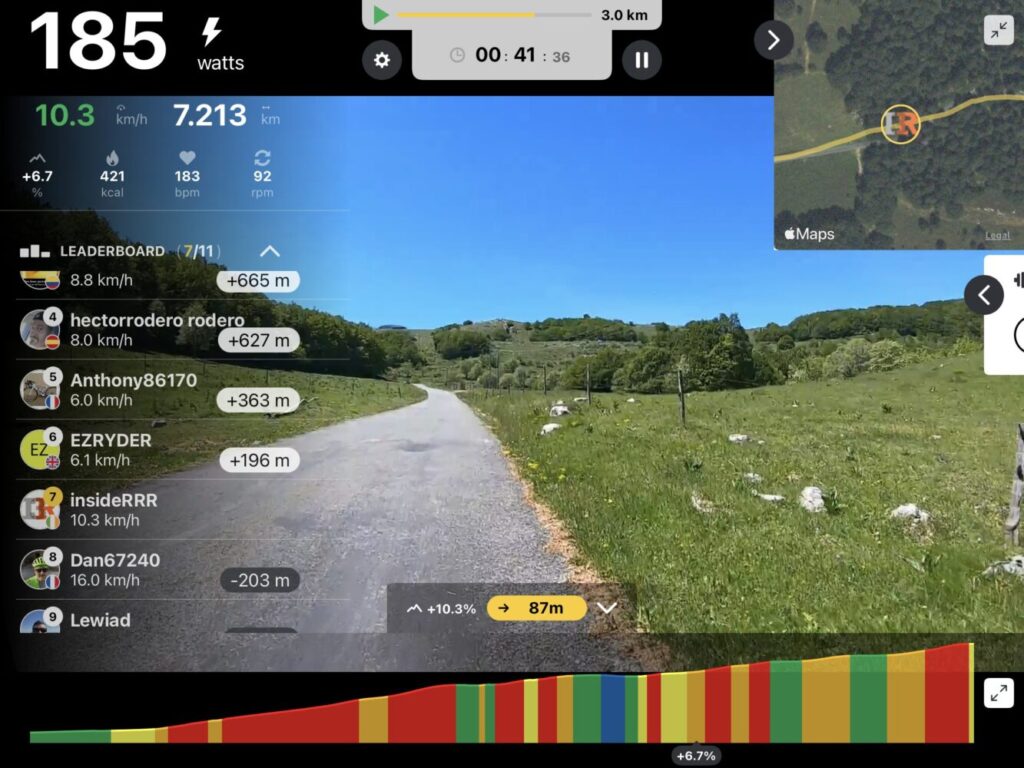 185
watts
3.0 km
00: 41 : 36
10.3 km/h 7.213 km
+6.7 421 183 92
% kcal bpm rpm
LEADERBOARD (7/11)
8.8 km/h +665 m
4 hectorrodero rodero
8.0 km/h +627 m
5 Anthony86170
6.0 km/h +363 m
EZ 6 EZRYDER
6.1 km/h +196 m
7 insideRRR
10.3 km/h
8 Dan67240
16.0 km/h -203 m
9 Lewiad
Maps
Legal
+10.3% → 87m
+6.7%